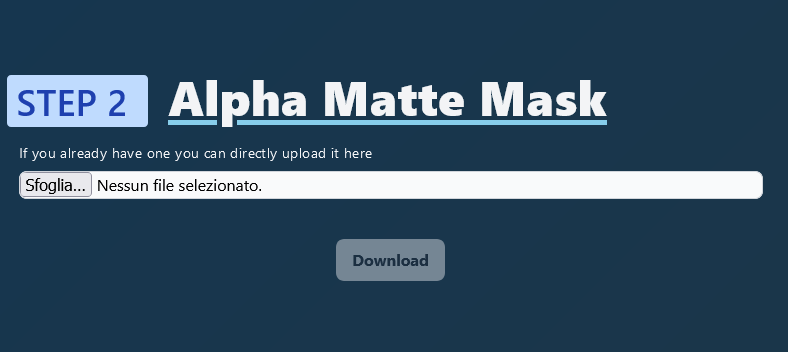 STEP 2 Alpha Matte Mask
If you already have one you can directly upload it here
Sfoglia... Nessun file selezionato.
Download